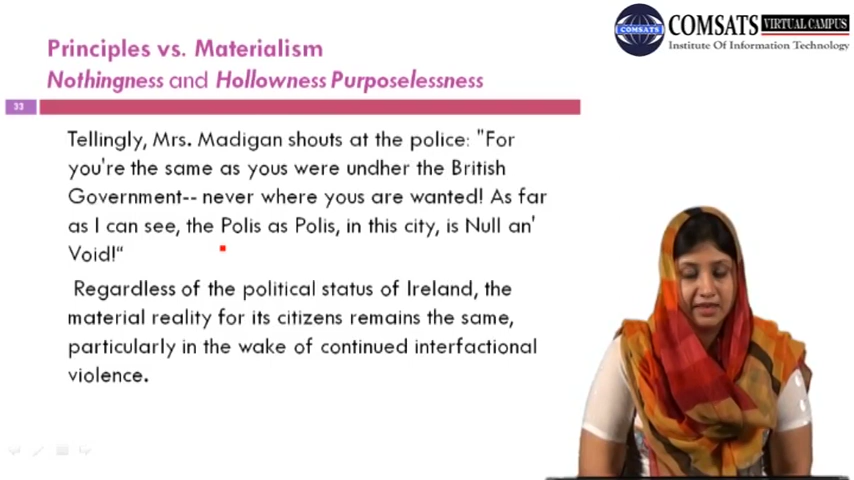 COMSATS VIRTUAL CAMPUS
COMSATS
Institute Of Information Technology
Principles vs. Materialism
Nothingness and Hollowness Purposelessness
33
Tellingly, Mrs. Madigan shouts at the police: "For
you're the same as yous were undher the British
Government-- never where yous are wanted! As far
as I can see, the Polis as Polis, in this city, is Null an'
Void!“
Regardless of the political status of Ireland, the
material reality for its citizens remains the same,
particularly in the wake of continued interfactional
violence.